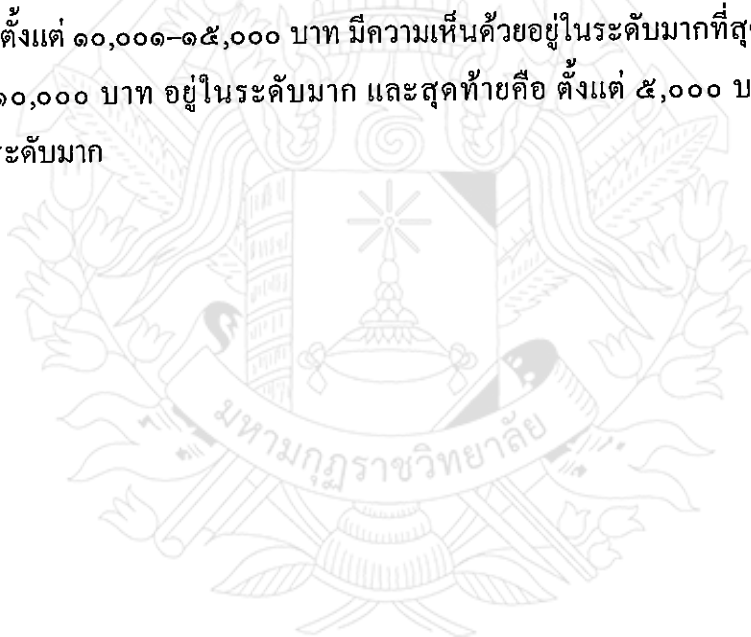 ตั้งแต่ ๑๐,๐๐๑–๑๕,๐๐๐ บาท มีความเห็นด้วยอยู่ในระดับมากที่สุด
๑๐,๐๐๐ บาท อยู่ในระดับมาก และสุดท้ายคือ ตั้งแต่ ๕,๐๐๐
ระดับมาก
มหามกุฏราชวิทยาลัย